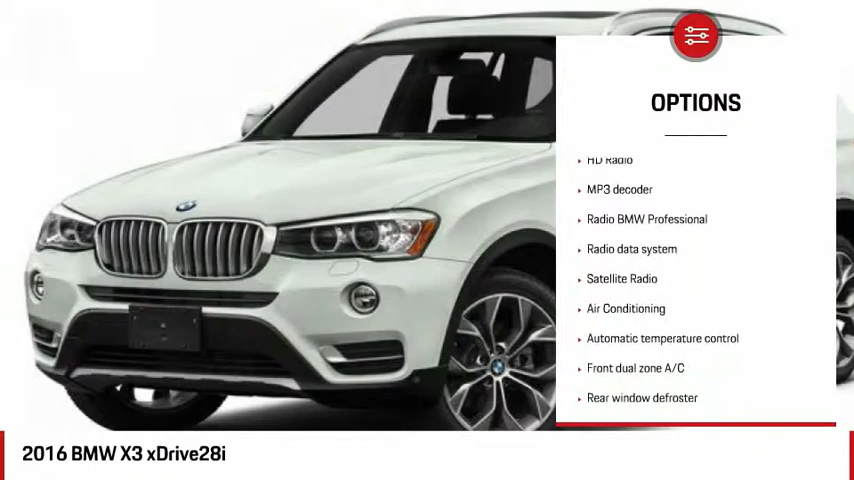 OPTIONS
HD Radio
MP3 decoder
Radio BMW Professional
Radio data system
Satellite Radio
Air Conditioning
Automatic temperature control
Front dual zone A/C
Rear window defroster
2016 BMW X3 xDrive28i